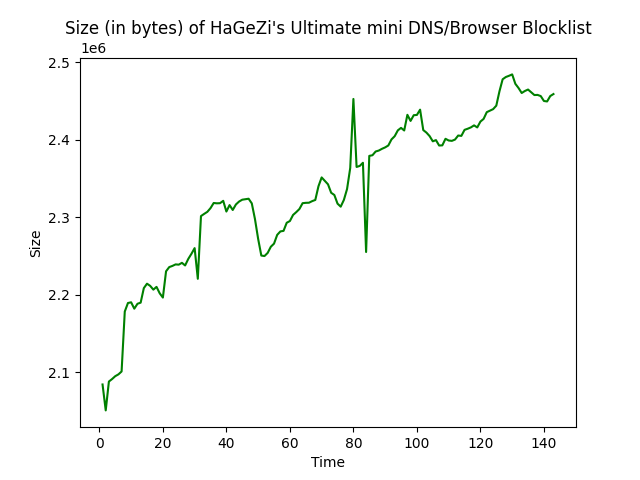 Size (in bytes) of HaGeZi's Ultimate mini DNS/Browser Blocklist
1e6
2.5
2.4
2.3
2.2
2.1
Size
0 20 40 60 80 100 120 140
Time